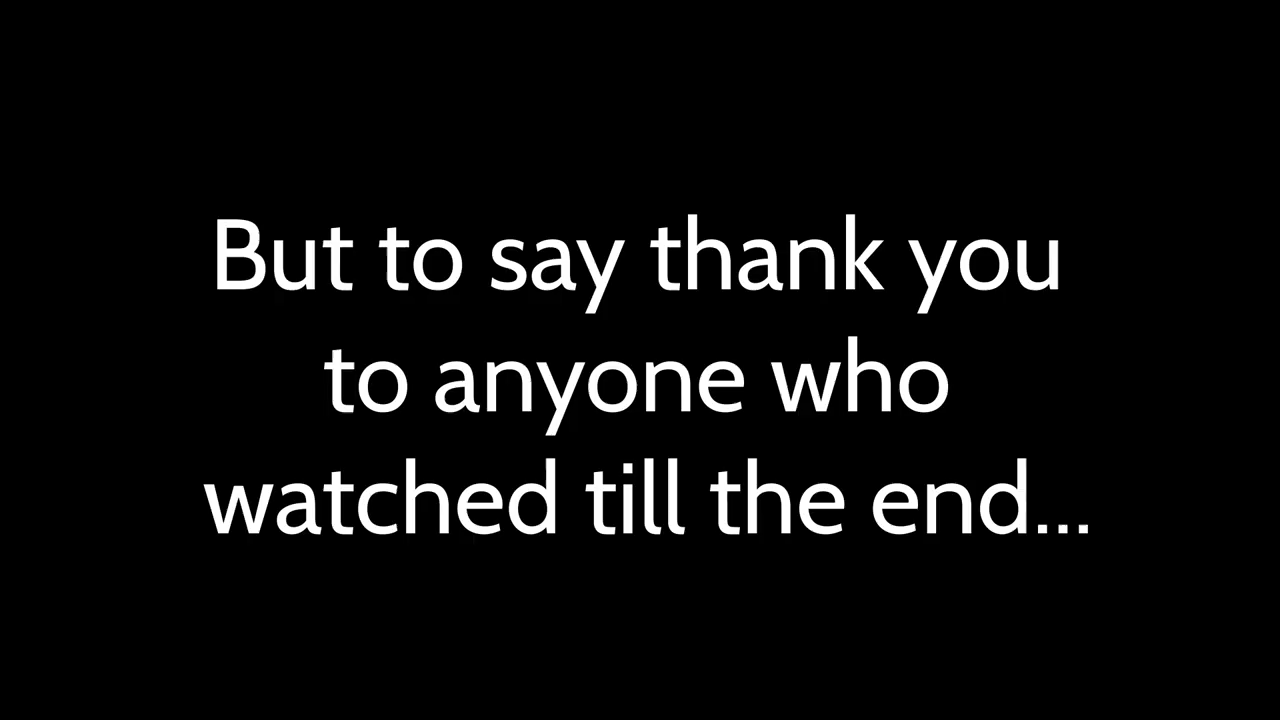 But to say thank you
to anyone who
watched till the end...